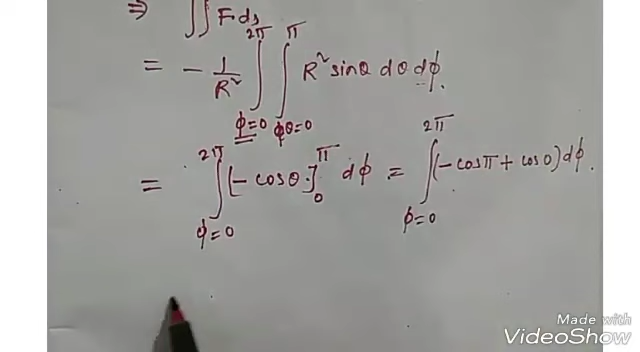 ⇒ ∬ F ds
= - 1/R² ∫_{ϕ=0}^{2π} ∫_{ϕθ=0}^{π} R² sinθ dθ dϕ.
= ∫_{ϕ=0}^{2π} (-cosθ.]_0^π dϕ = ∫_{ϕ=0}^{2π} (-cosπ + cos0) dϕ.
Made with
VideoShow